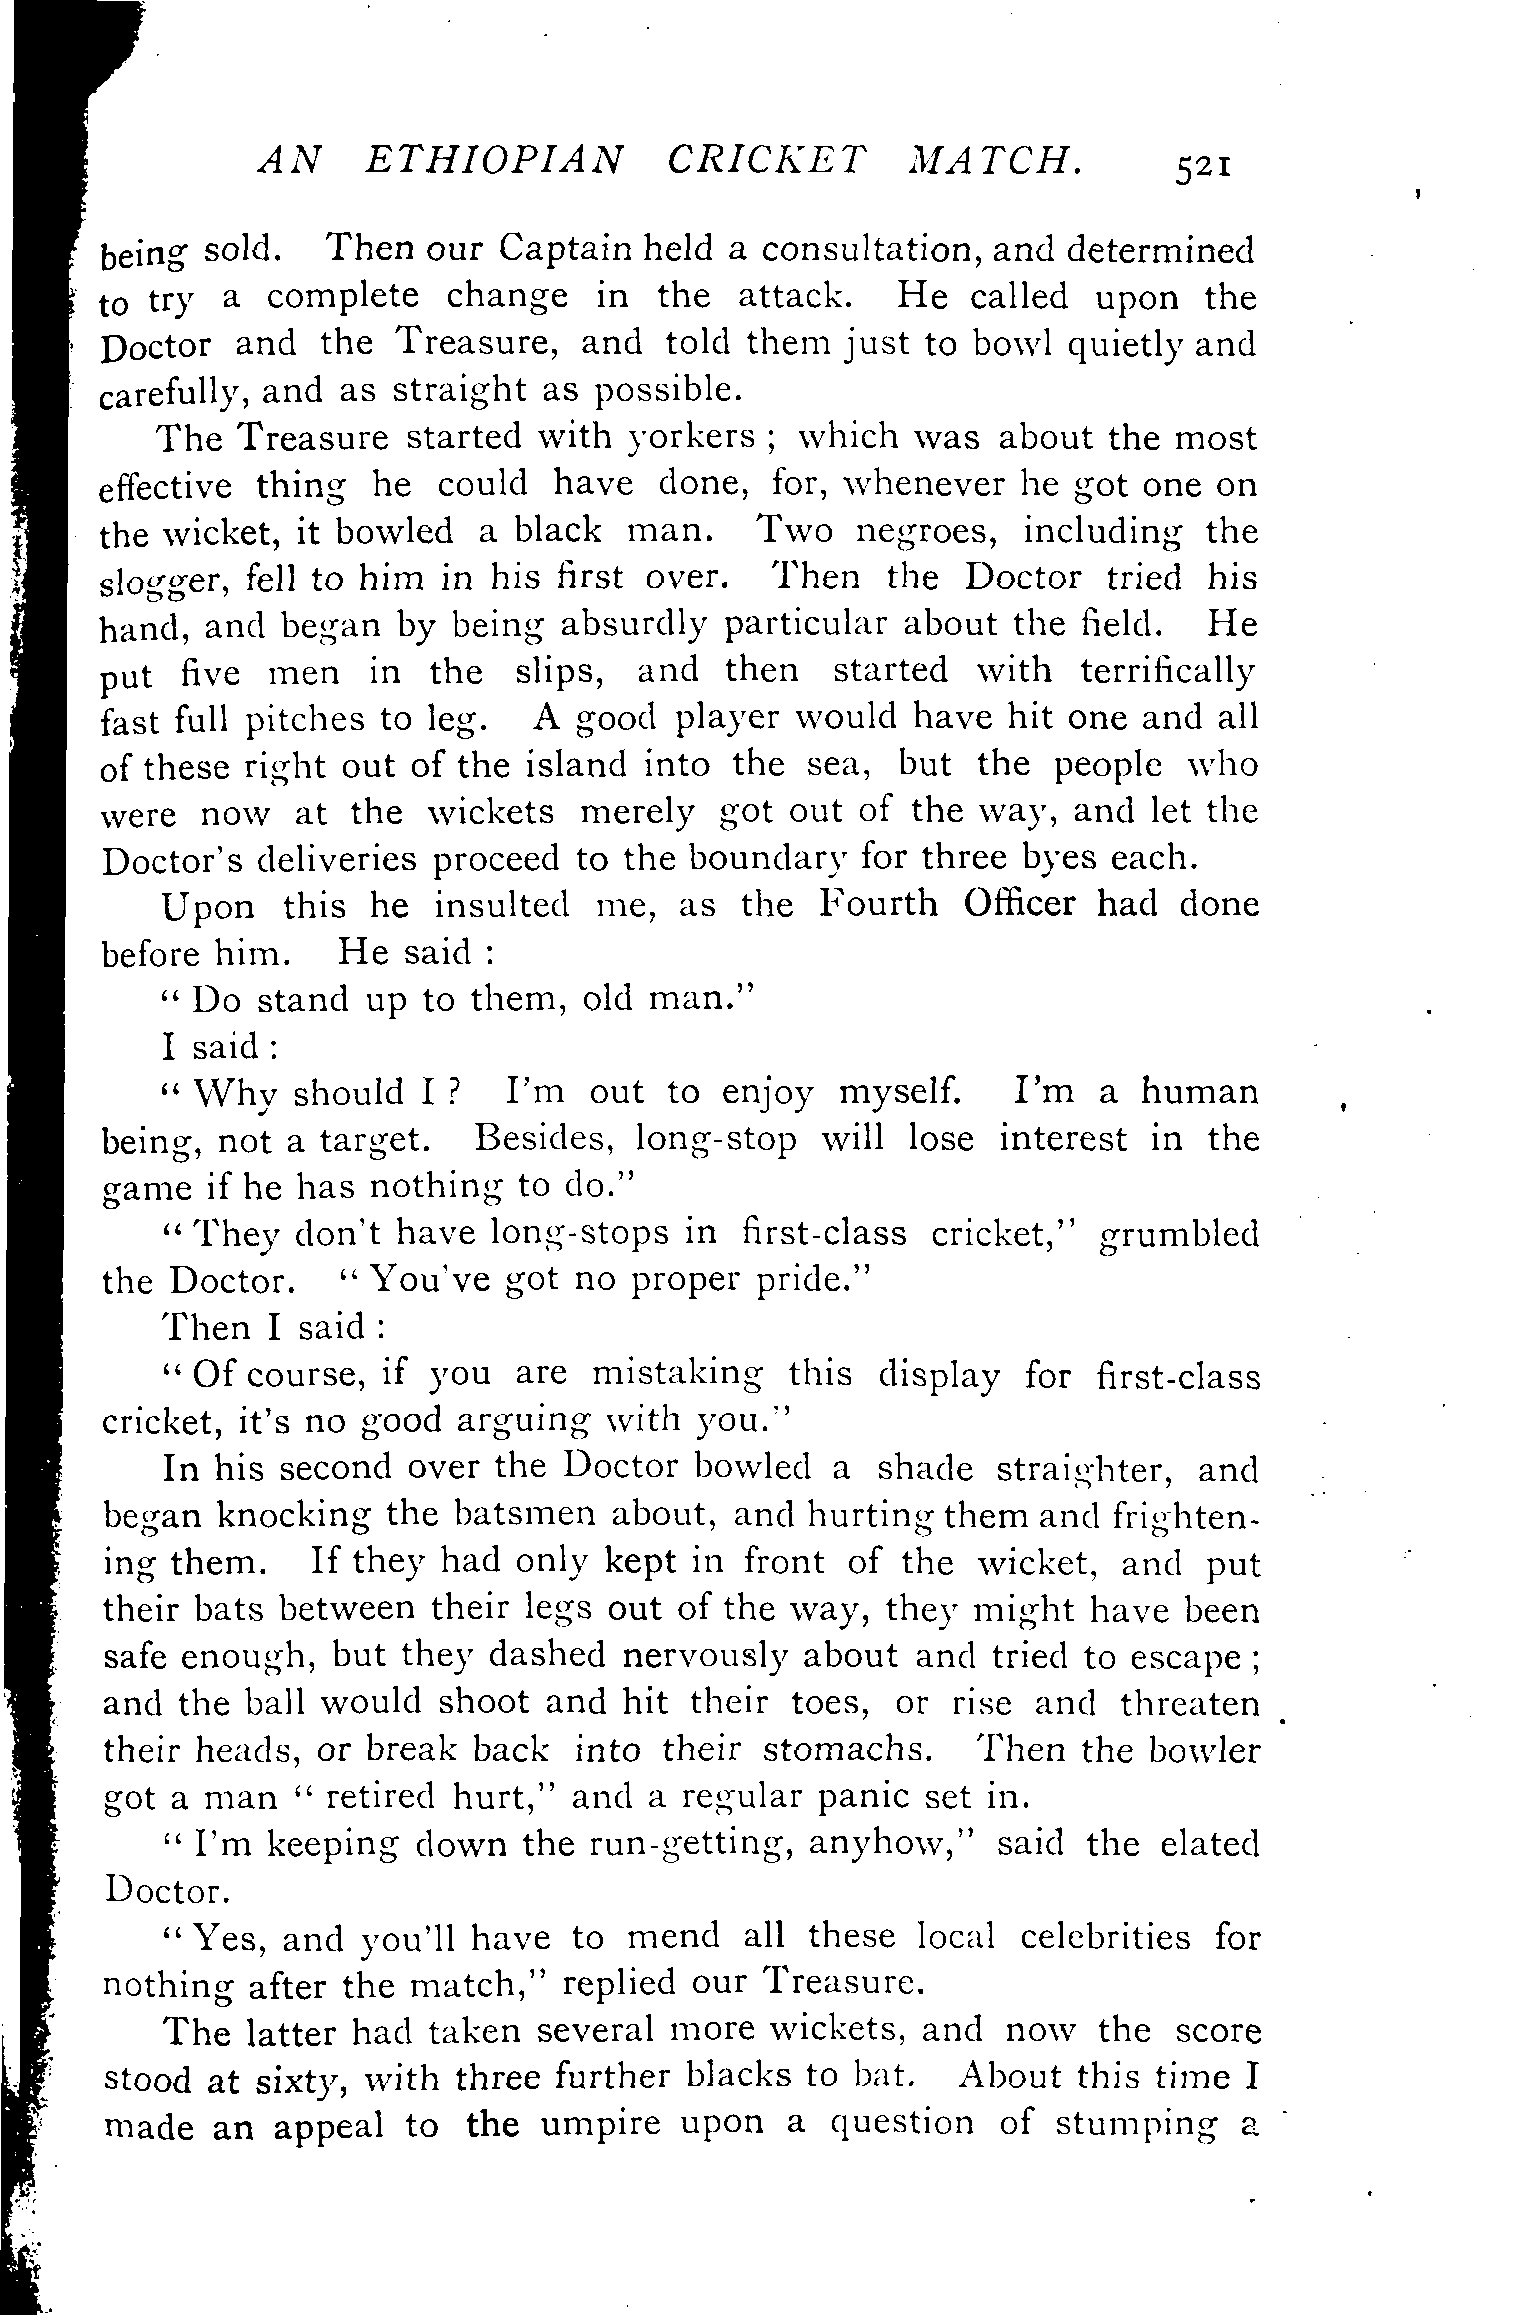 AN ETHIOPIAN CRICKET MATCH. 521
being sold. Then our Captain held a consultation, and determined
to try a complete change in the attack. He called upon the
Doctor and the Treasure, and told them just to bowl quietly and
carefully, and as straight as possible.
The Treasure started with yorkers ; which was about the most
effective thing he could have done, for, whenever he got one on
the wicket, it bowled a black man. Two negroes, including the
slogger, fell to him in his first over. Then the Doctor tried his
hand, and began by being absurdly particular about the field. He
put five men in the slips, and then started with terrifically
fast full pitches to leg. A good player would have hit one and all
of these right out of the island into the sea, but the people who
were now at the wickets merely got out of the way, and let the
Doctor's deliveries proceed to the boundary for three byes each.
Upon this he insulted me, as the Fourth Officer had done
before him. He said :
" Do stand up to them, old man."
I said :
" Why should I ? I'm out to enjoy myself. I'm a human
being, not a target. Besides, long-stop will lose interest in the
game if he has nothing to do."
" They don't have long-stops in first-class cricket," grumbled
the Doctor. " You've got no proper pride."
Then I said :
" Of course, if you are mistaking this display for first-class
cricket, it's no good arguing with you."
In his second over the Doctor bowled a shade straighter, and
began knocking the batsmen about, and hurting them and frighten-
ing them. If they had only kept in front of the wicket, and put
their bats between their legs out of the way, they might have been
safe enough, but they dashed nervously about and tried to escape ;
and the ball would shoot and hit their toes, or rise and threaten
their heads, or break back into their stomachs. Then the bowler
got a man " retired hurt," and a regular panic set in.
" I'm keeping down the run-getting, anyhow," said the elated
Doctor.
" Yes, and you'll have to mend all these local celebrities for
nothing after the match," replied our Treasure.
The latter had taken several more wickets, and now the score
stood at sixty, with three further blacks to bat. About this time I
made an appeal to the umpire upon a question of stumping a